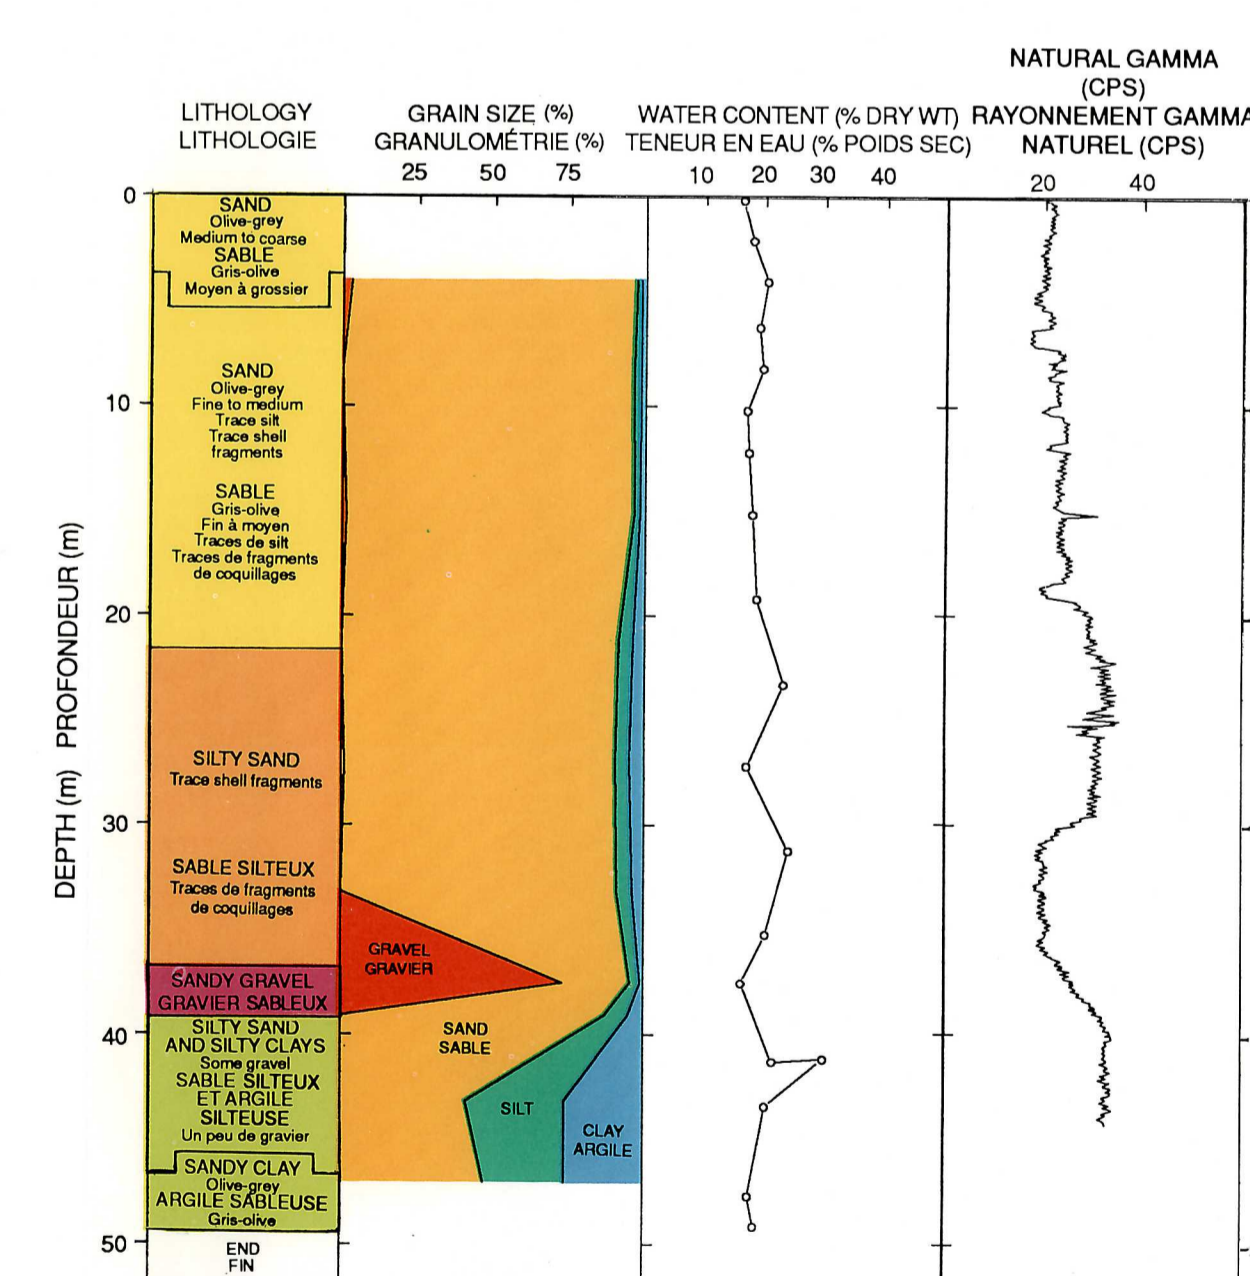 LITHOLOGY
LITHOLOGIE
GRAIN SIZE (%)
GRANULOMÉTRIE (%)
25 50 75
WATER CONTENT (% DRY WT)
TENEUR EN EAU (% POIDS SEC)
10 20 30 40
NATURAL GAMMA
(CPS)
RAYONNEMENT GAMMA
NATUREL (CPS)
20 40
DEPTH (m) PROFONDEUR (m)
0
10
20
30
40
50
SAND
Olive-grey
Medium to coarse
SABLE
Gris-olive
Moyen à grossier
SAND
Olive-grey
Fine to medium
Trace silt
Trace shell
fragments
SABLE
Gris-olive
Fin à moyen
Traces de silt
Traces de fragments
de coquillages
SILTY SAND
Trace shell fragments
SABLE SILTEUX
Traces de fragments
de coquillages
SANDY GRAVEL
GRAVIER SABLEUX
SILTY SAND
AND SILTY CLAYS
Some gravel
SABLE SILTEUX
ET ARGILE
SILTEUSE
Un peu de gravier
SANDY CLAY
Olive-grey
ARGILE SABLEUSE
Gris-olive
END
FIN
GRAVEL
GRAVIER
SAND
SABLE
SILT
CLAY
ARGILE